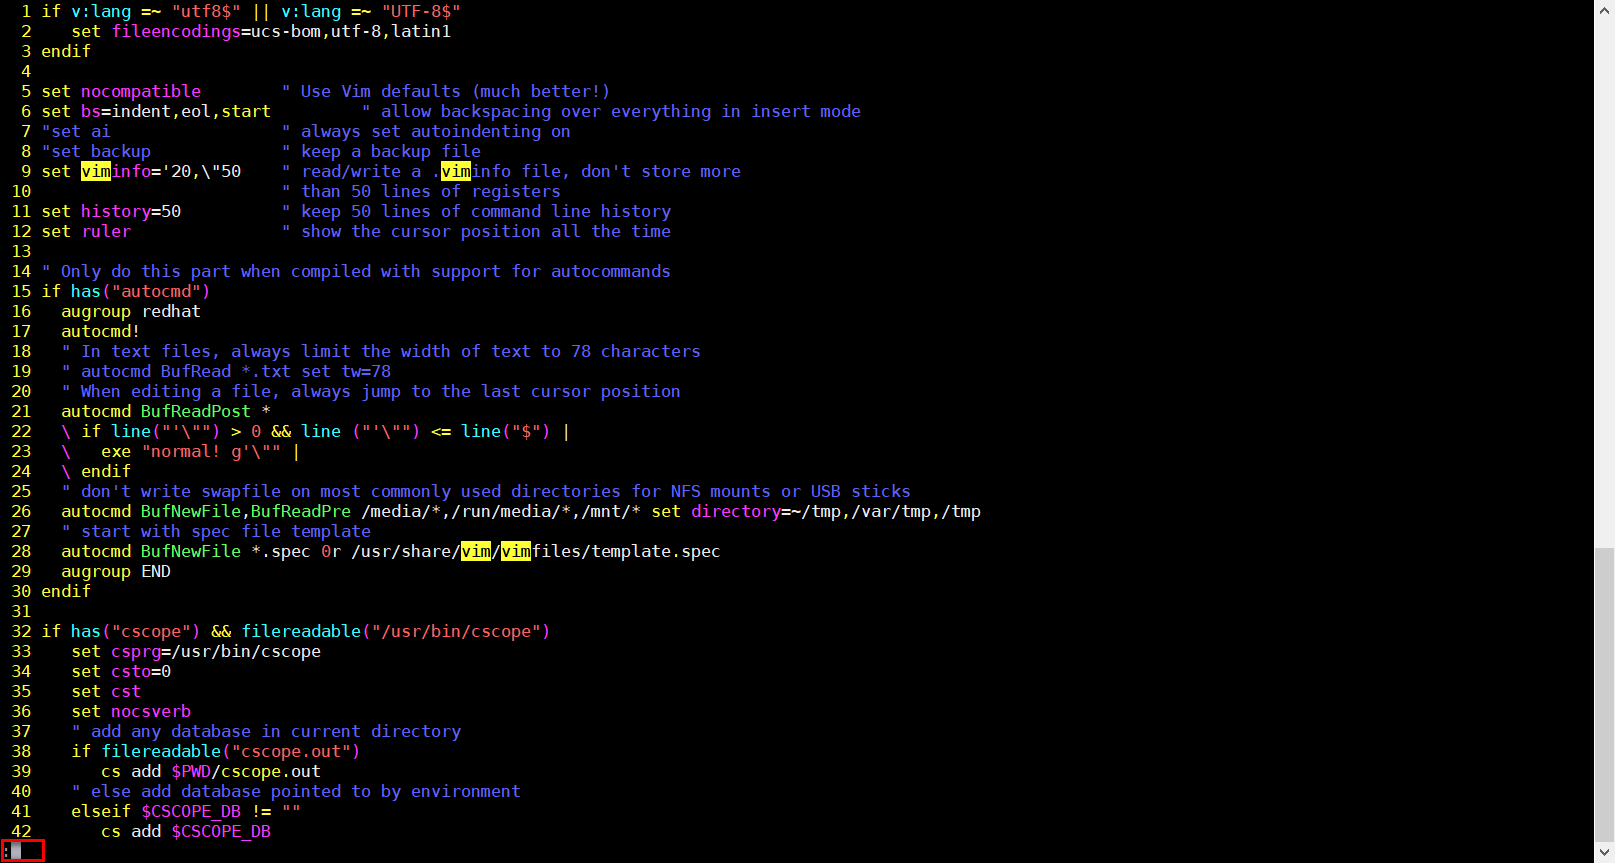 1 if v:lang =~ "utf8$" || v:lang =~ "UTF-8$"
2    set fileencodings=ucs-bom,utf-8,latin1
3 endif
4
5 set nocompatible        " Use Vim defaults (much better!)
6 set bs=indent,eol,start         " allow backspacing over everything in insert mode
7 "set ai                 " always set autoindenting on
8 "set backup             " keep a backup file
9 set viminfo='20,\"50    " read/write a .viminfo file, don't store more
10                         " than 50 lines of registers
11 set history=50          " keep 50 lines of command line history
12 set ruler               " show the cursor position all the time
13
14 " Only do this part when compiled with support for autocommands
15 if has("autocmd")
16   augroup redhat
17   autocmd!
18   " In text files, always limit the width of text to 78 characters
19   " autocmd BufRead *.txt set tw=78
20   " When editing a file, always jump to the last cursor position
21   autocmd BufReadPost *
22   \ if line("'\"") > 0 && line ("'\"") <= line("$") |
23   \   exe "normal! g'\"" |
24   \ endif
25   " don't write swapfile on most commonly used directories for NFS mounts or USB sticks
26   autocmd BufNewFile,BufReadPre /media/*,/run/media/*,/mnt/* set directory=~/tmp,/var/tmp,/tmp
27   " start with spec file template
28   autocmd BufNewFile *.spec 0r /usr/share/vim/vimfiles/template.spec
29   augroup END
30 endif
31
32 if has("cscope") && filereadable("/usr/bin/cscope")
33    set csprg=/usr/bin/cscope
34    set csto=0
35    set cst
36    set nocsverb
37    " add any database in current directory
38    if filereadable("cscope.out")
39       cs add $PWD/cscope.out
40    " else add database pointed to by environment
41    elseif $CSCOPE_DB != ""
42       cs add $CSCOPE_DB
: